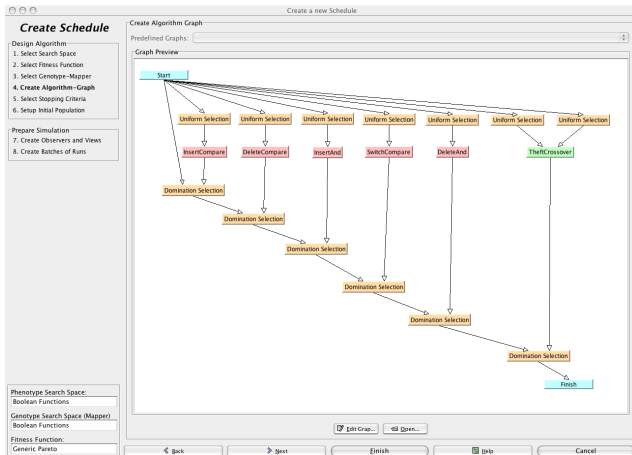 Create a new Schedule
Create Schedule
Design Algorithm
1. Select Search Space
2. Select Fitness Function
3. Select Genotype-Mapper
4. Create Algorithm-Graph
5. Select Stopping Criteria
6. Setup Initial Population
Prepare Simulation
7. Create Observers and Views
8. Create Batches of Runs
Phenotype Search Space:
Boolean Functions
Genotype Search Space (Mapper)
Boolean Functions
Fitness Function:
Generic Pareto
Create Algorithm Graph
Predefined Graphs:
Graph Preview
Start
Uniform Selection Uniform Selection Uniform Selection Uniform Selection Uniform Selection Uniform Selection Uniform Selection
InsertCompare DeleteCompare InsertAnd SwitchCompare DeleteAnd TheftCrossover
Domination Selection
Domination Selection
Domination Selection
Domination Selection
Domination Selection
Domination Selection
Finish
Edit Grap... Open...
Back Next Finish Help Cancel